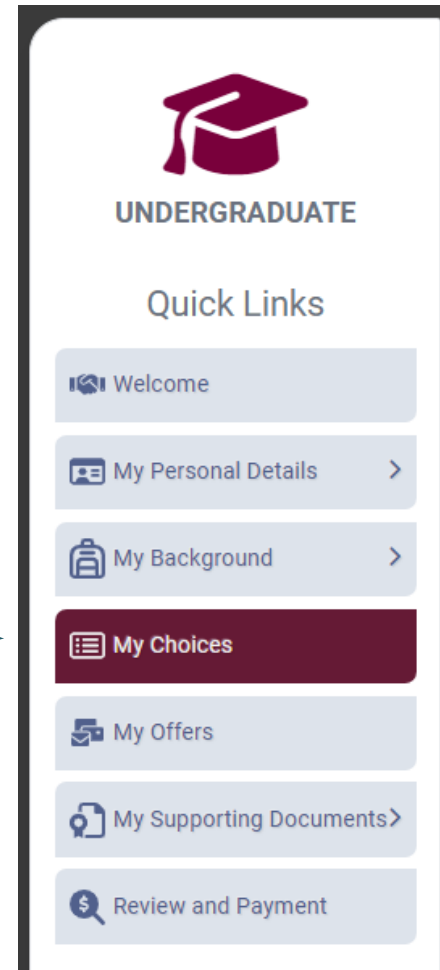 UNDERGRADUATE
Quick Links
Welcome
My Personal Details
My Background
My Choices
My Offers
My Supporting Documents
Review and Payment